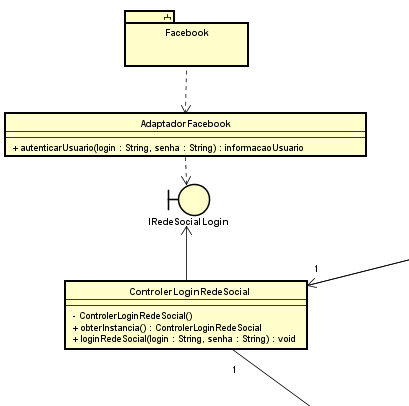 Facebook
AdaptadorFacebook
+ autenticarUsuario(login : String, senha : String) : informacaoUsuario
IRedeSocialLogin
1
ControlerLoginRedeSocial
- ControlerLoginRedeSocial()
+ obterInstancia() : ControlerLoginRedeSocial
+ loginRedeSocial(login : String, senha : String) : void
1